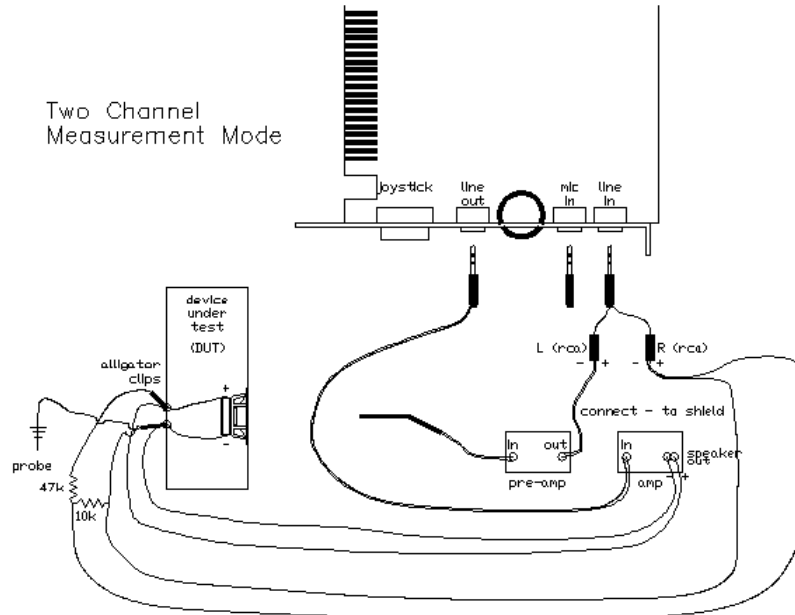 Two Channel
Measurement Mode
joystick
line
out
mic
in
line
in
device
under
test
(DUT)
alligator
clips
+
-
L (rca)
R (rca)
- +
- +
connect - to shield
probe
47k
10k
In
out
pre-amp
In
speaker
out
- +
amp